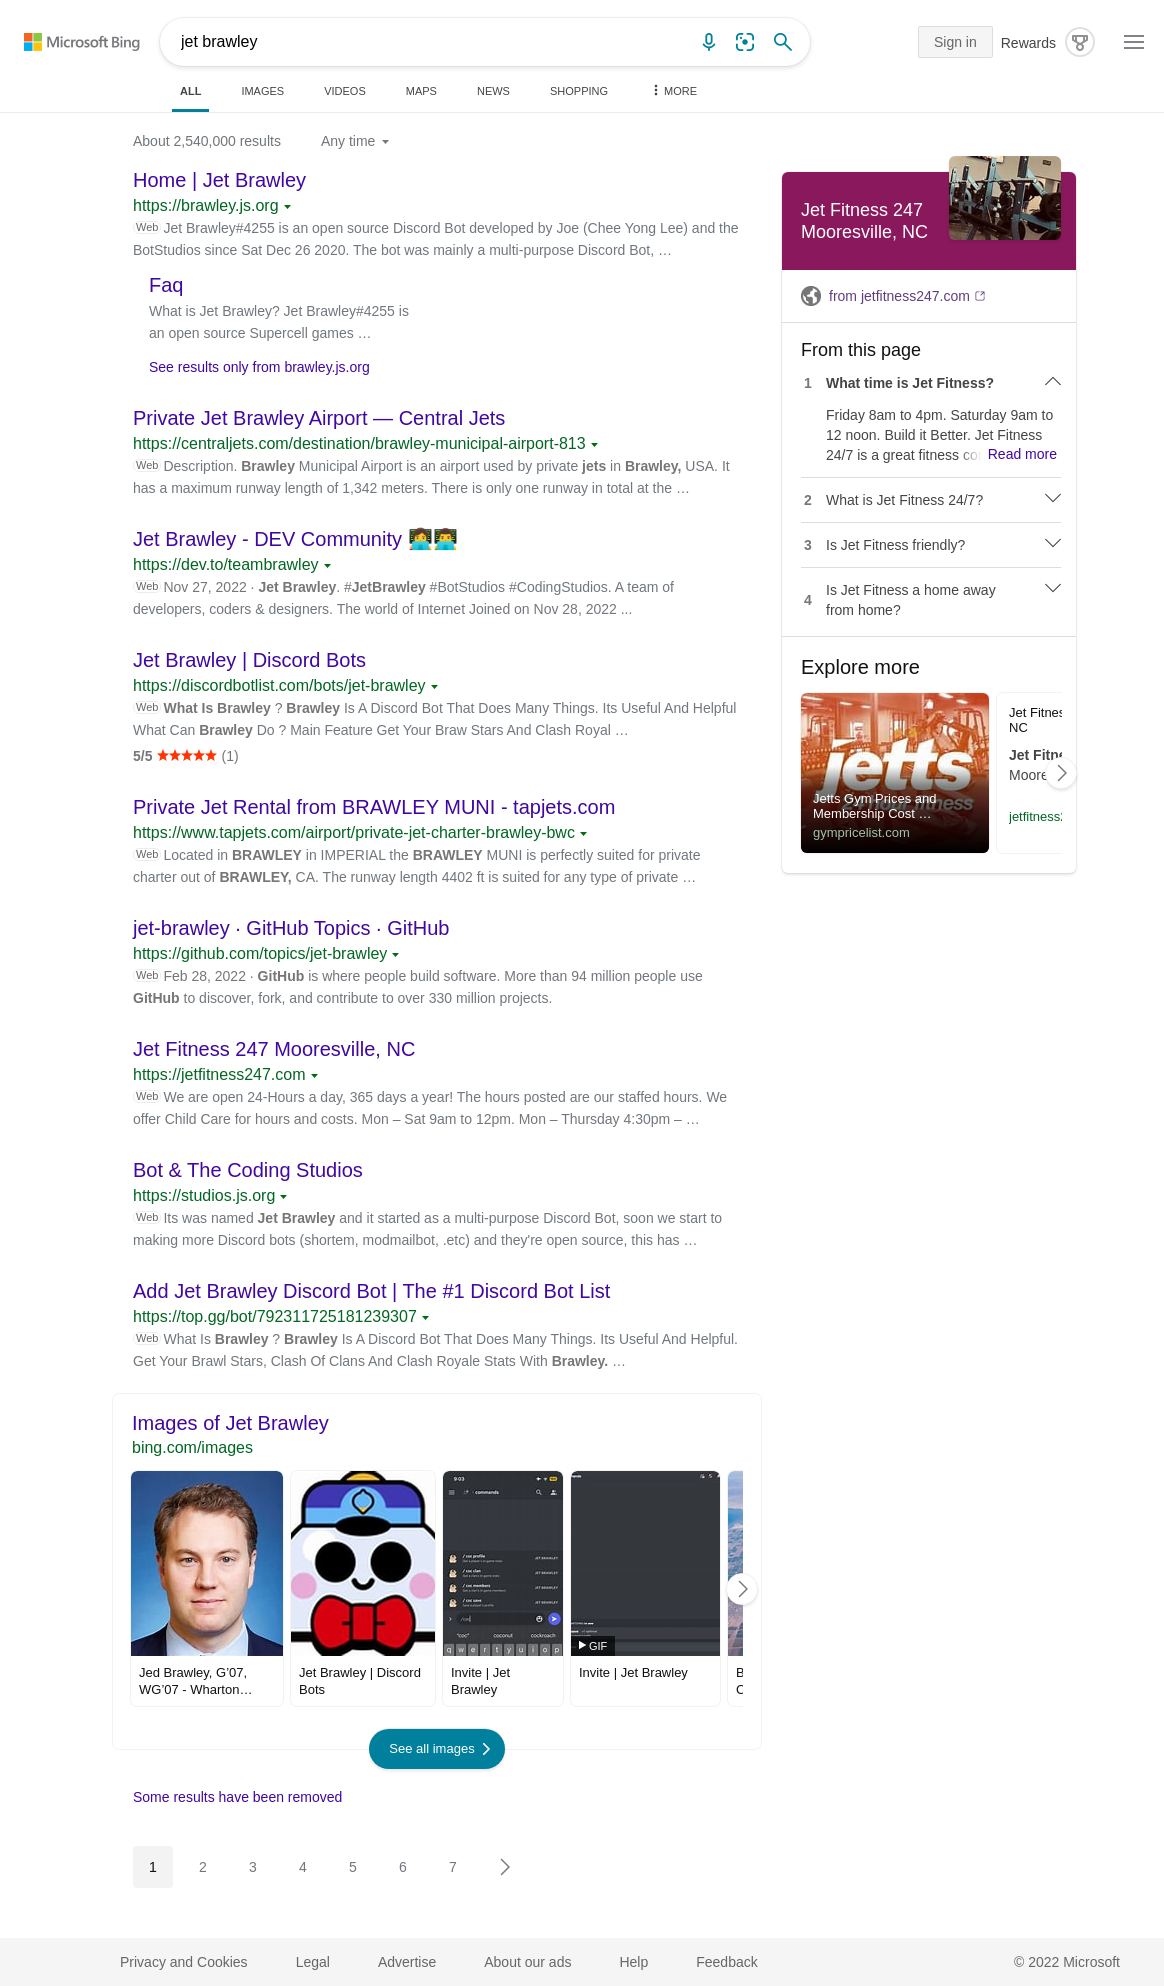 Microsoft Bing
jet brawley
Sign in
Rewards
ALL
IMAGES
VIDEOS
MAPS
NEWS
SHOPPING
MORE
About 2,540,000 results
Any time
Home | Jet Brawley
https://brawley.js.org
Web Jet Brawley#4255 is an open source Discord Bot developed by Joe (Chee Yong Lee) and the
BotStudios since Sat Dec 26 2020. The bot was mainly a multi-purpose Discord Bot, …
Faq
What is Jet Brawley? Jet Brawley#4255 is
an open source Supercell games …
See results only from brawley.js.org
Private Jet Brawley Airport — Central Jets
https://centraljets.com/destination/brawley-municipal-airport-813
Web Description. Brawley Municipal Airport is an airport used by private jets in Brawley, USA. It
has a maximum runway length of 1,342 meters. There is only one runway in total at the …
Jet Brawley - DEV Community 👩‍💻👨‍💻
https://dev.to/teambrawley
Web Nov 27, 2022 · Jet Brawley. #JetBrawley #BotStudios #CodingStudios. A team of
developers, coders & designers. The world of Internet Joined on Nov 28, 2022 ...
Jet Brawley | Discord Bots
https://discordbotlist.com/bots/jet-brawley
Web What Is Brawley ? Brawley Is A Discord Bot That Does Many Things. Its Useful And Helpful
What Can Brawley Do ? Main Feature Get Your Braw Stars And Clash Royal …
5/5 ★★★★★ (1)
Private Jet Rental from BRAWLEY MUNI - tapjets.com
https://www.tapjets.com/airport/private-jet-charter-brawley-bwc
Web Located in BRAWLEY in IMPERIAL the BRAWLEY MUNI is perfectly suited for private
charter out of BRAWLEY, CA. The runway length 4402 ft is suited for any type of private …
jet-brawley · GitHub Topics · GitHub
https://github.com/topics/jet-brawley
Web Feb 28, 2022 · GitHub is where people build software. More than 94 million people use
GitHub to discover, fork, and contribute to over 330 million projects.
Jet Fitness 247 Mooresville, NC
https://jetfitness247.com
Web We are open 24-Hours a day, 365 days a year! The hours posted are our staffed hours. We
offer Child Care for hours and costs. Mon – Sat 9am to 12pm. Mon – Thursday 4:30pm – …
Bot & The Coding Studios
https://studios.js.org
Web Its was named Jet Brawley and it started as a multi-purpose Discord Bot, soon we start to
making more Discord bots (shortem, modmailbot, .etc) and they're open source, this has …
Add Jet Brawley Discord Bot | The #1 Discord Bot List
https://top.gg/bot/792311725181239307
Web What Is Brawley ? Brawley Is A Discord Bot That Does Many Things. Its Useful And Helpful.
Get Your Brawl Stars, Clash Of Clans And Clash Royale Stats With Brawley. …
Images of Jet Brawley
bing.com/images
9:03
commands
/ coc profile
JET BRAWLEY
/ coc clan
JET BRAWLEY
/ coc members
JET BRAWLEY
/ coc save
JET BRAWLEY
"coc"
coconut
cockroach
q w e r t y u i o p
GIF
Jed Brawley, G'07,
WG'07 - Wharton…
Jet Brawley | Discord
Bots
Invite | Jet
Brawley
Invite | Jet Brawley
See all images
Some results have been removed
1
2
3
4
5
6
7
Jet Fitness 247
Mooresville, NC
from jetfitness247.com
From this page
1 What time is Jet Fitness?
Friday 8am to 4pm. Saturday 9am to
12 noon. Build it Better. Jet Fitness
24/7 is a great fitness co Read more
2 What is Jet Fitness 24/7?
3 Is Jet Fitness friendly?
4 Is Jet Fitness a home away
from home?
Explore more
jetts
24 hour fitness
Jetts Gym Prices and
Membership Cost …
gympricelist.com
Jet Fitnes
NC
Jet Fitne
Moore
jetfitness
Privacy and Cookies
Legal
Advertise
About our ads
Help
Feedback
© 2022 Microsoft